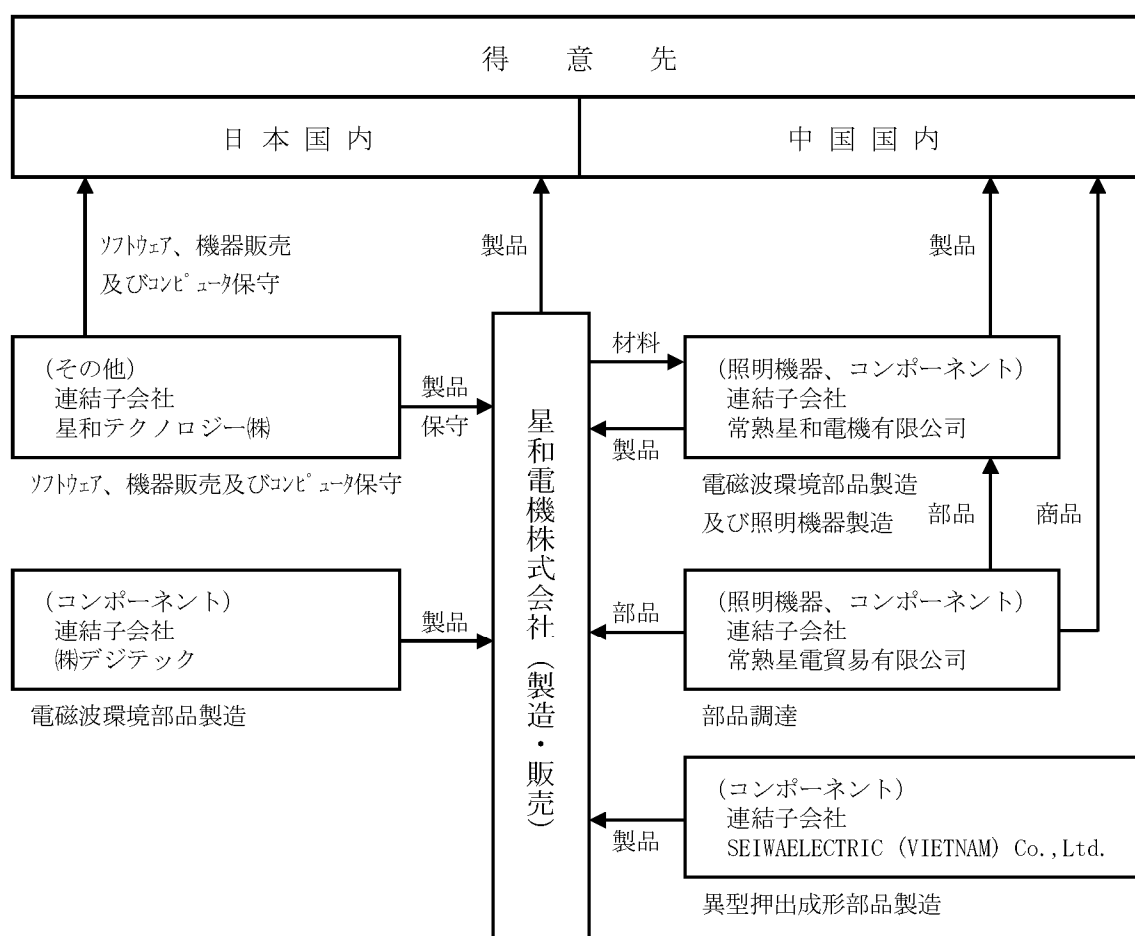 得意先
日本国内
中国国内
ソフトウェア、機器販売
及びコンピュータ保守
製品
製品
(その他)
連結子会社
星和テクノロジー㈱
製品
保守
ソフトウェア、機器販売及びコンピュータ保守
(コンポーネント)
連結子会社
㈱デジテック
製品
電磁波環境部品製造
星和電機株式会社(製造・販売)
材料
製品
(照明機器、コンポーネント)
連結子会社
常熟星和電機有限公司
電磁波環境部品製造
及び照明機器製造
部品
商品
部品
(照明機器、コンポーネント)
連結子会社
常熟星電貿易有限公司
部品調達
製品
(コンポーネント)
連結子会社
SEIWAELECTRIC (VIETNAM) Co.,Ltd.
異型押出成形部品製造